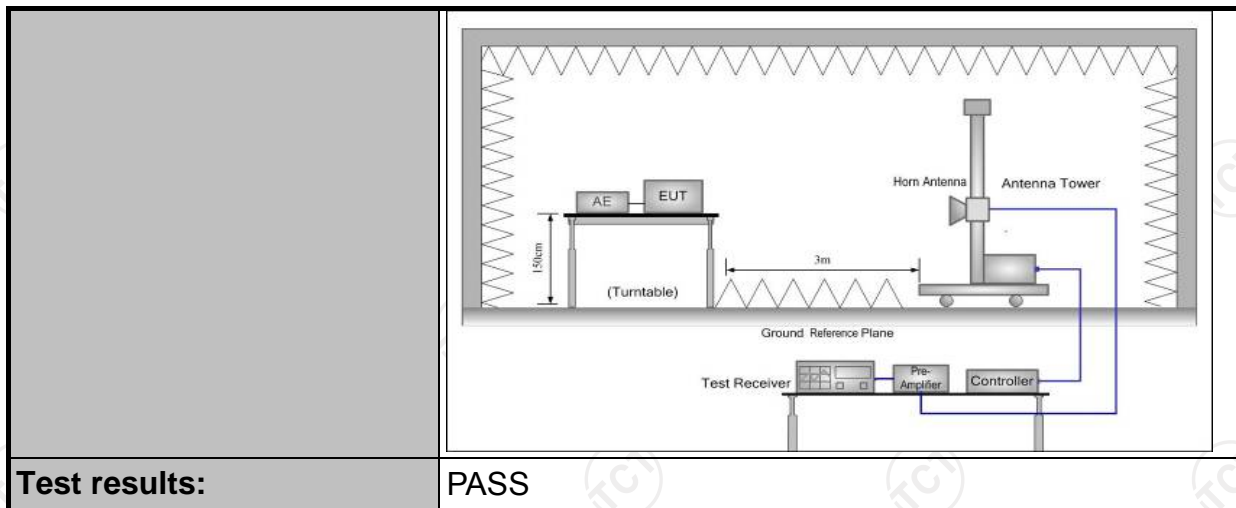 Horn Antenna
Antenna Tower
AE
EUT
150cm
3m
(Turntable)
Ground Reference Plane
Test Receiver
Pre-
Amplifier
Controller
Test results:
PASS